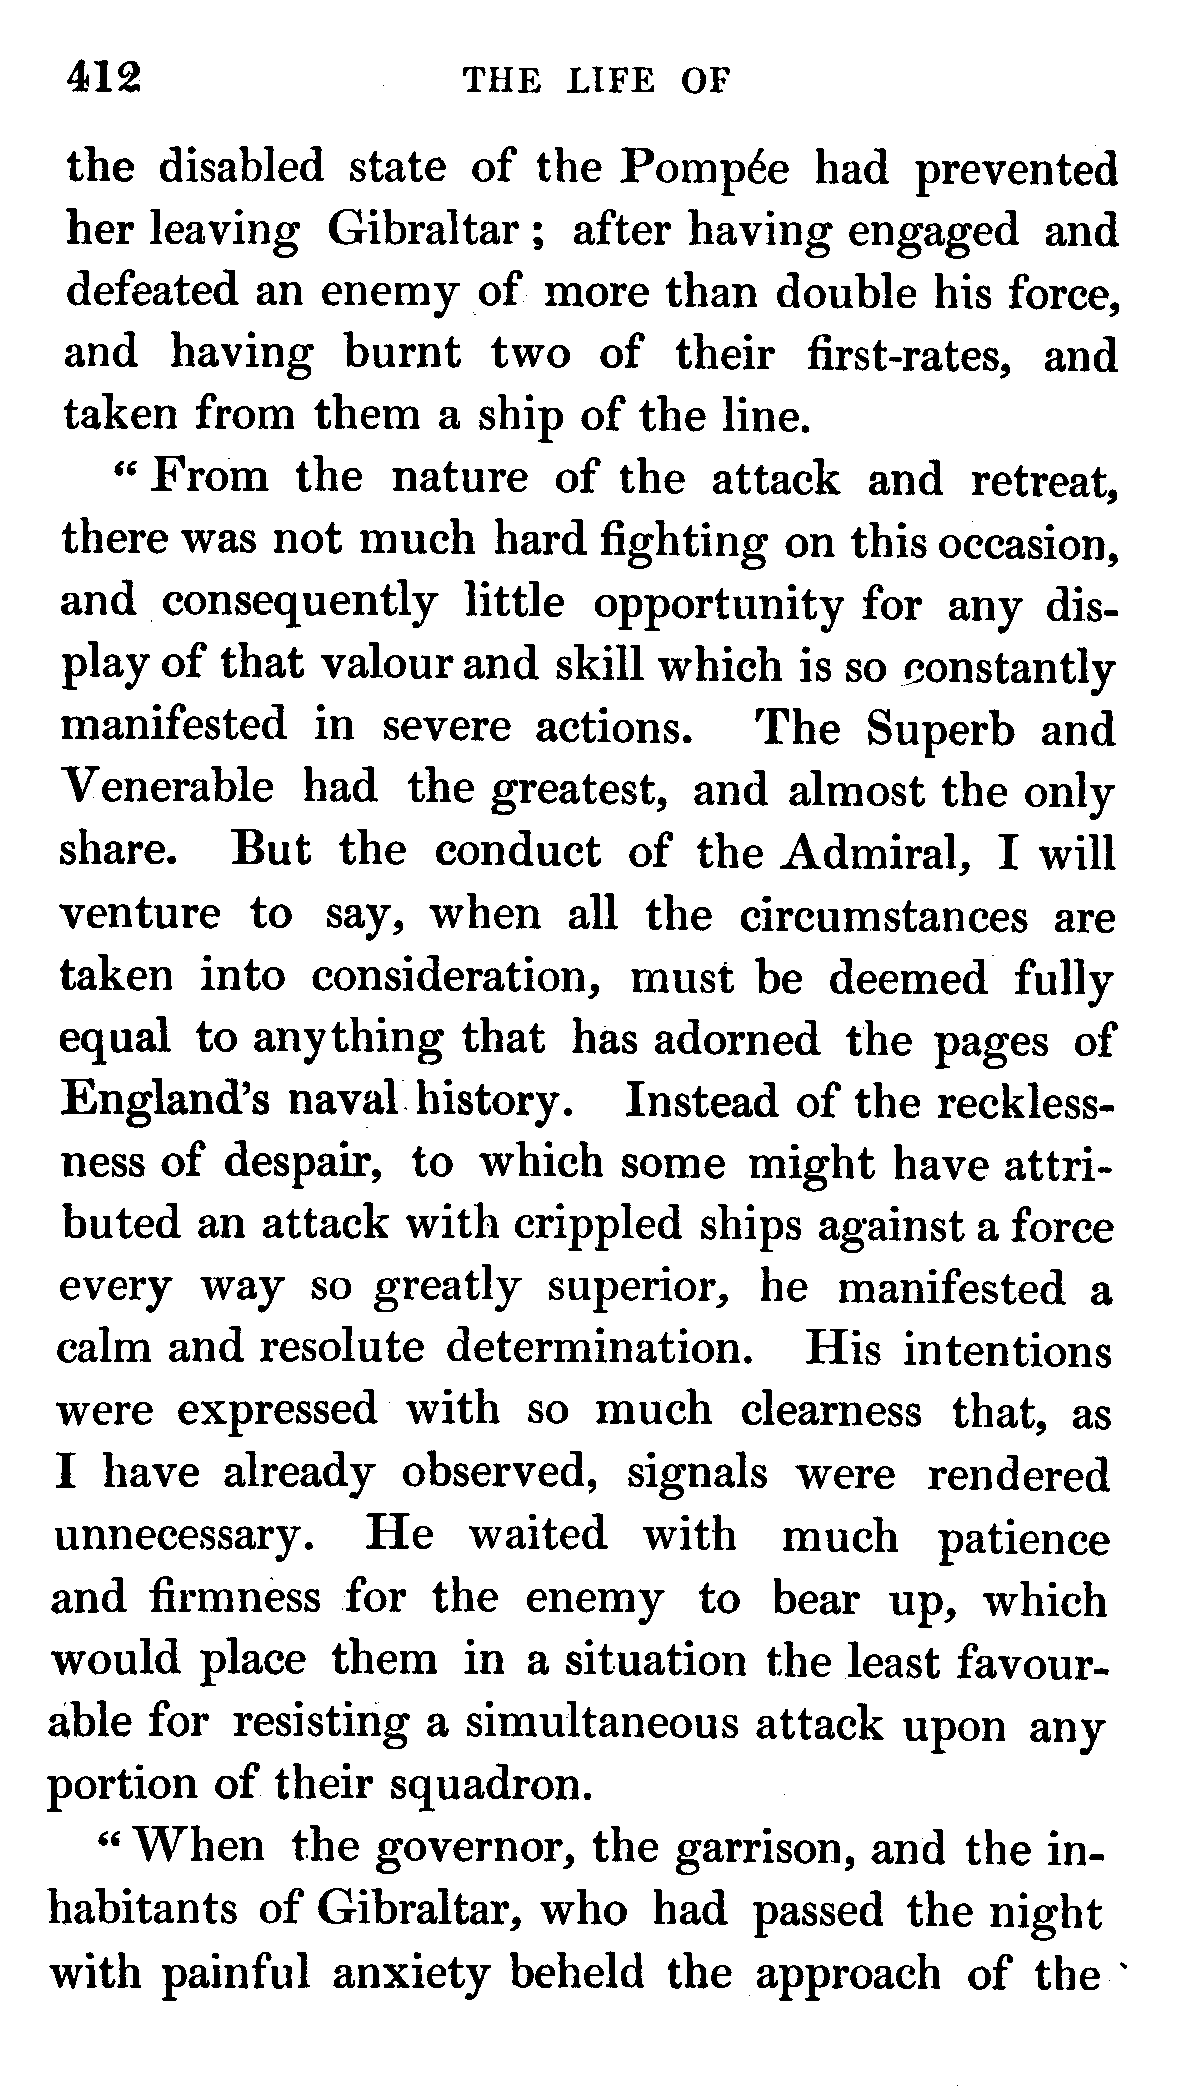 412 THE LIFE OF
the disabled state of the Pompée had prevented
her leaving Gibraltar ; after having engaged and
defeated an enemy of more than double his force,
and having burnt two of their first-rates, and
taken from them a ship of the line.
“ From the nature of the attack and retreat,
there was not much hard fighting on this occasion,
and consequently little opportunity for any dis-
play of that valour and skill which is so constantly
manifested in severe actions. The Superb and
Venerable had the greatest, and almost the only
share. But the conduct of the Admiral, I will
venture to say, when all the circumstances are
taken into consideration, must be deemed fully
equal to anything that has adorned the pages of
England’s naval history. Instead of the reckless-
ness of despair, to which some might have attri-
buted an attack with crippled ships against a force
every way so greatly superior, he manifested a
calm and resolute determination. His intentions
were expressed with so much clearness that, as
I have already observed, signals were rendered
unnecessary. He waited with much patience
and firmness for the enemy to bear up, which
would place them in a situation the least favour-
able for resisting a simultaneous attack upon any
portion of their squadron.
“ When the governor, the garrison, and the in-
habitants of Gibraltar, who had passed the night
with painful anxiety beheld the approach of the